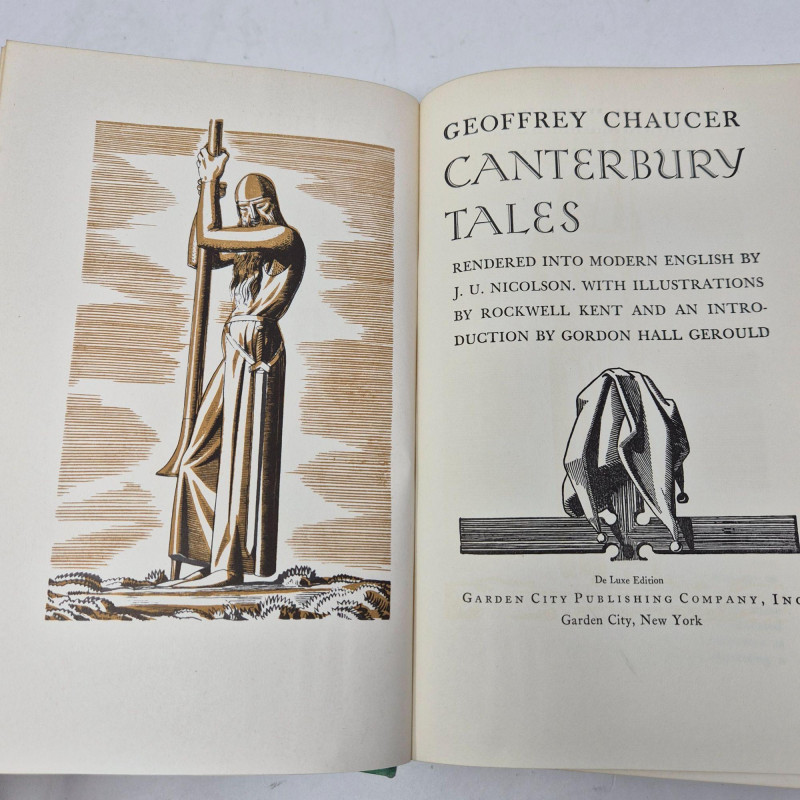 GEOFFREY CHAUCER
CANTERBURY
TALES
RENDERED INTO MODERN ENGLISH BY
J. U. NICOLSON. WITH ILLUSTRATIONS
BY ROCKWELL KENT AND AN INTRO-
DUCTION BY GORDON HALL GEROULD
De Luxe Edition
GARDEN CITY PUBLISHING COMPANY, INC
Garden City, New York